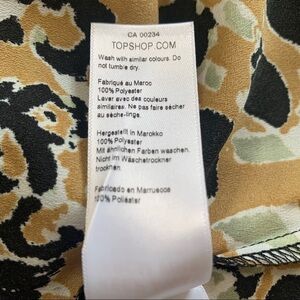 CA 00234
TOPSHOP.COM
Wash with similar colours. Do
not tumble dry.
Fabriqué au Maroc
100% Polyester
Laver avec des couleurs
similaires. Ne pas faire sécher
au sèche-linge.
Hergestellt in Marokko
100% Polyester
Mit ähnlichen Farben waschen.
Nicht im Wäschetrockner
trocknen.
Fabricado en Marruecos
100% Poliéster